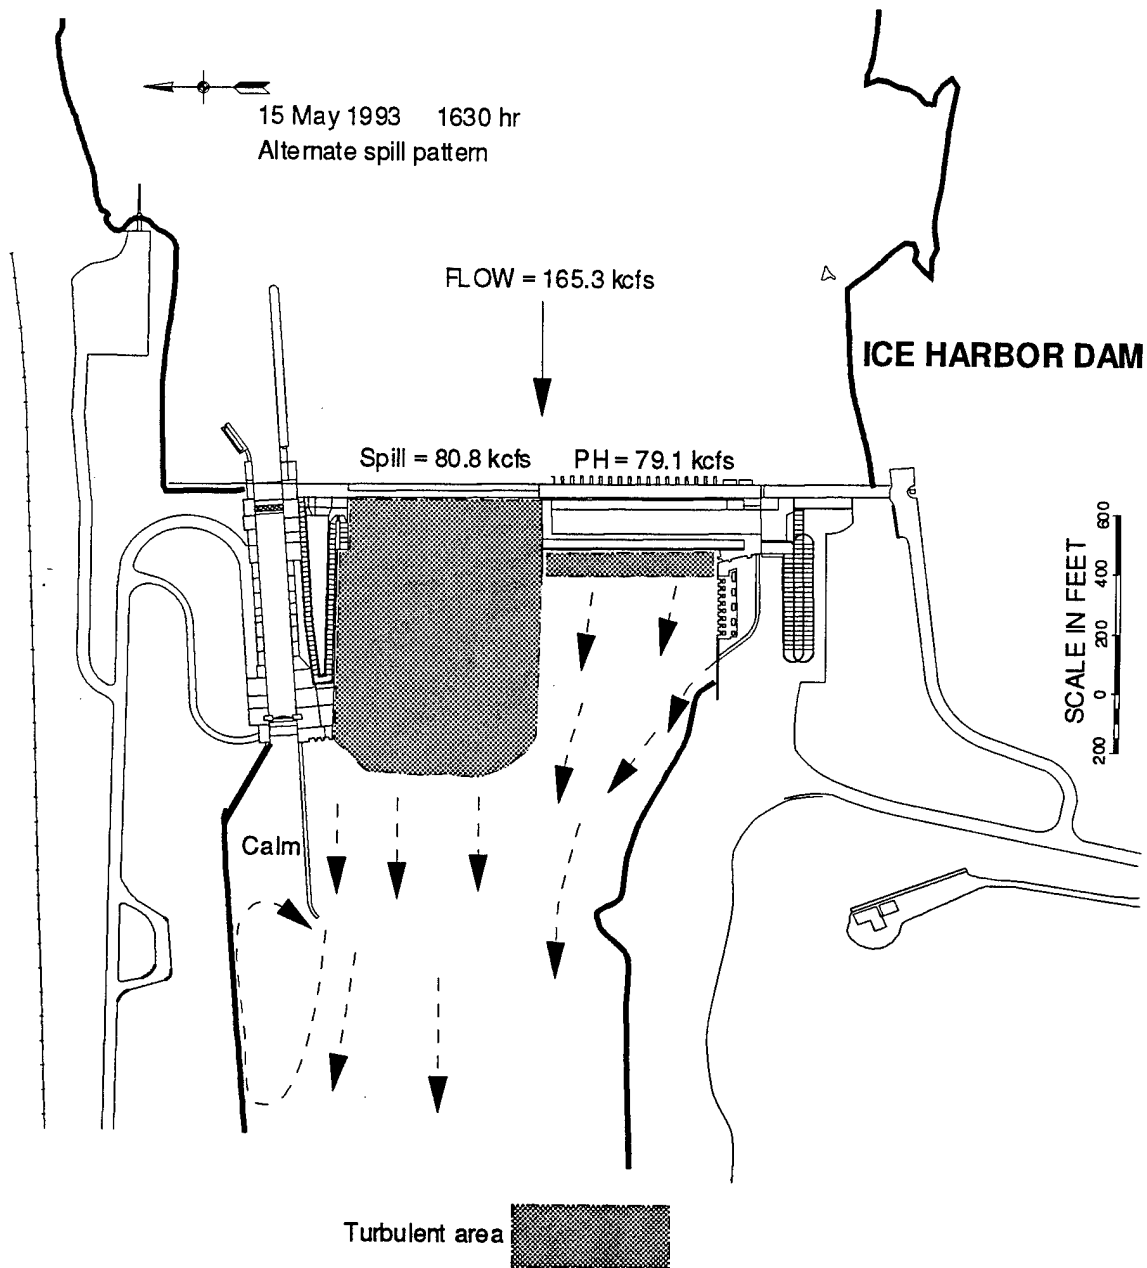 15 May 1993 1630 hr
Alternate spill pattern
FLOW = 165.3 kcfs
ICE HARBOR DAM
Spill = 80.8 kcfs PH = 79.1 kcfs
600
400
200
0
200
SCALE IN FEET
Calm
Turbulent area